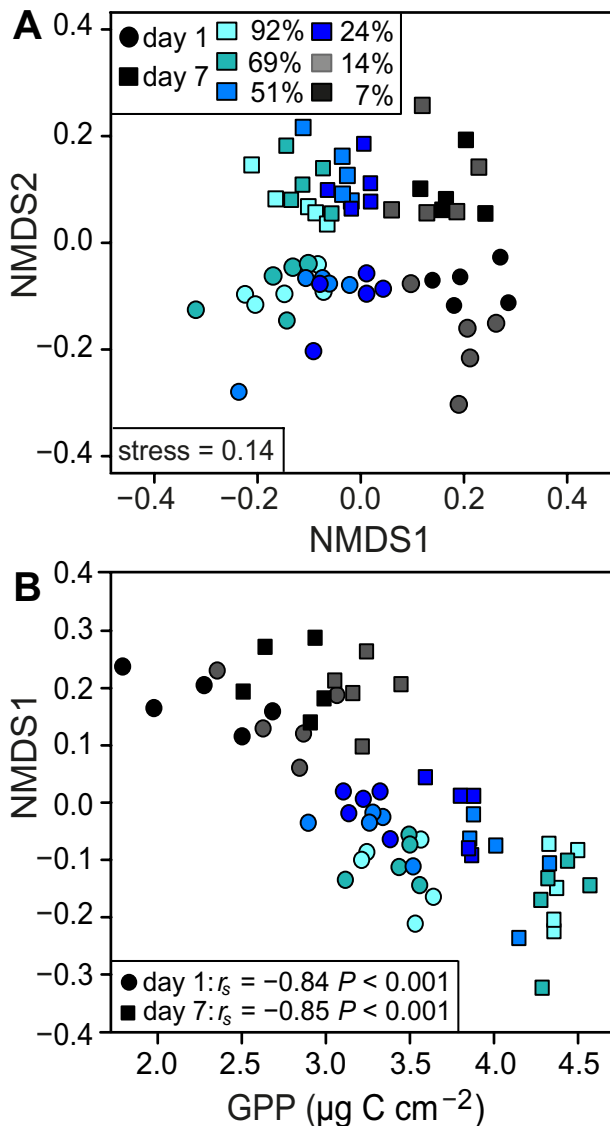 A
day 1
day 7
92%
69%
51%
24%
14%
7%
0.4
0.2
0.0
−0.2
−0.4
NMDS2
stress = 0.14
−0.4 −0.2 0.0 0.2 0.4
NMDS1
B
0.4
0.3
0.2
0.1
0.0
−0.1
−0.2
−0.3
−0.4
NMDS1
day 1: rs = −0.84 P < 0.001
day 7: rs = −0.85 P < 0.001
2.0 2.5 3.0 3.5 4.0 4.5
GPP (µg C cm⁻²)